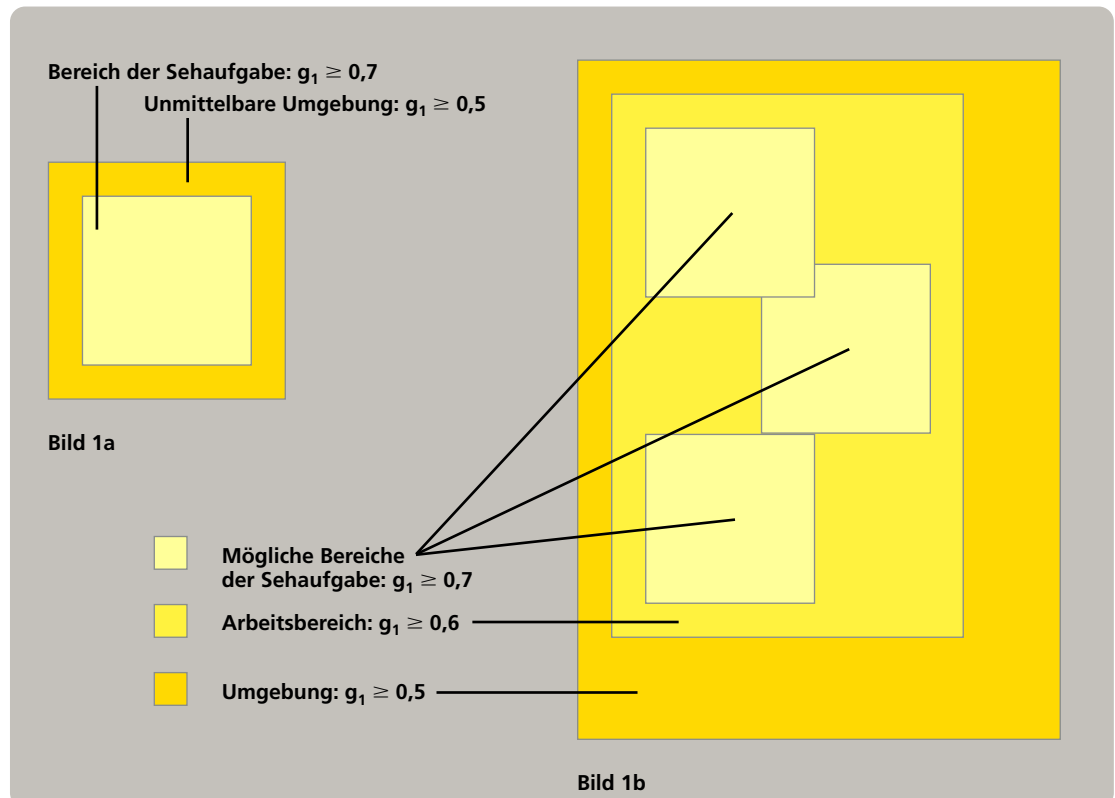 Bereich der Sehaufgabe: g₁ ≥ 0,7
Unmittelbare Umgebung: g₁ ≥ 0,5
Bild 1a
Mögliche Bereiche
der Sehaufgabe: g₁ ≥ 0,7
Arbeitsbereich: g₁ ≥ 0,6
Umgebung: g₁ ≥ 0,5
Bild 1b